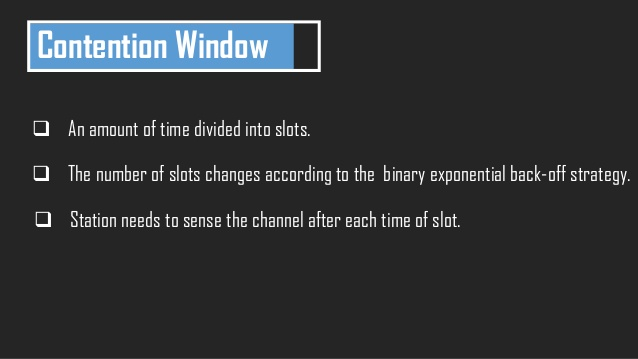 Contention Window
❑ An amount of time divided into slots.
❑ The number of slots changes according to the binary exponential back-off strategy.
❑ Station needs to sense the channel after each time of slot.